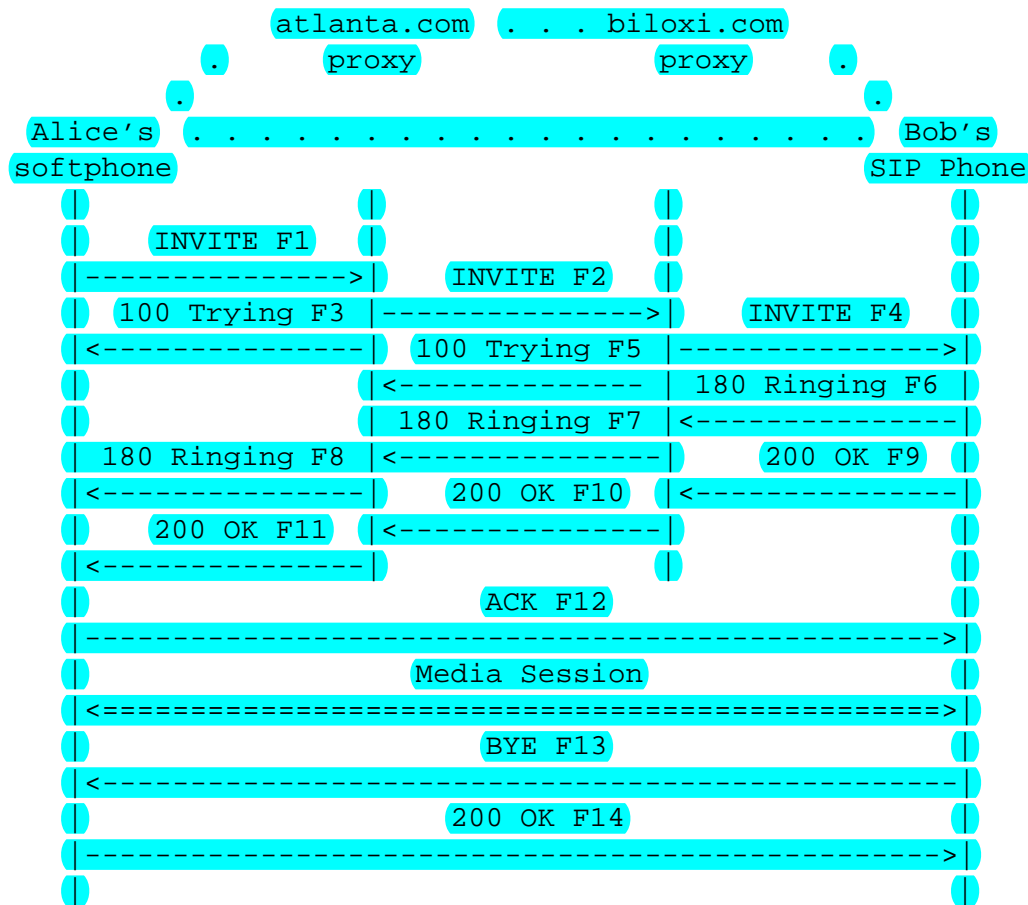 atlanta.com . . . biloxi.com
. proxy proxy .
. .
Alice's . . . . . . . . . . . . . . . . . . . . Bob's
softphone SIP Phone
| | | |
| INVITE F1 | | |
|--------------->| INVITE F2 | |
| 100 Trying F3 |--------------->| INVITE F4 |
|<---------------| 100 Trying F5 |--------------->|
| |<-------------- | 180 Ringing F6 |
| | 180 Ringing F7 |<---------------|
| 180 Ringing F8 |<---------------| 200 OK F9 |
|<---------------| 200 OK F10 |<---------------|
| 200 OK F11 |<---------------| |
|<---------------| | |
| ACK F12 |
|------------------------------------------------->|
| Media Session |
|<================================================>|
| BYE F13 |
|<-------------------------------------------------|
| 200 OK F14 |
|------------------------------------------------->|
| |